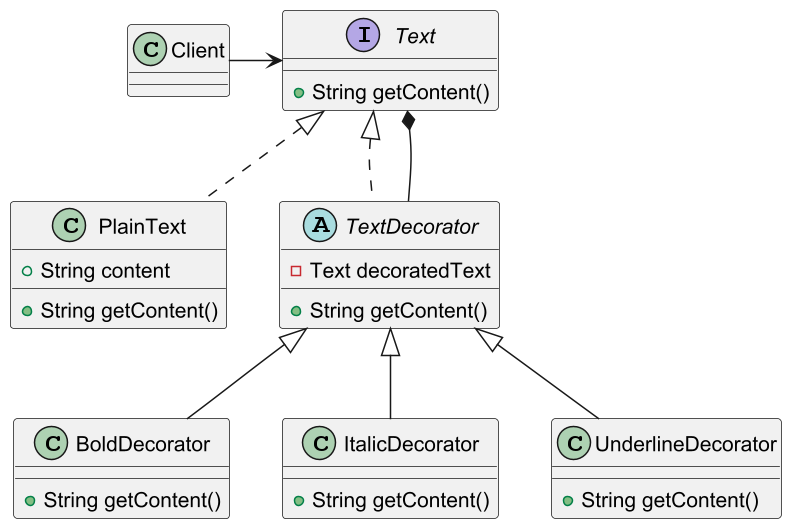 I Text
C Client
String getContent()
C PlainText
String content
String getContent()
A TextDecorator
Text decoratedText
String getContent()
C BoldDecorator
String getContent()
C ItalicDecorator
String getContent()
C UnderlineDecorator
String getContent()